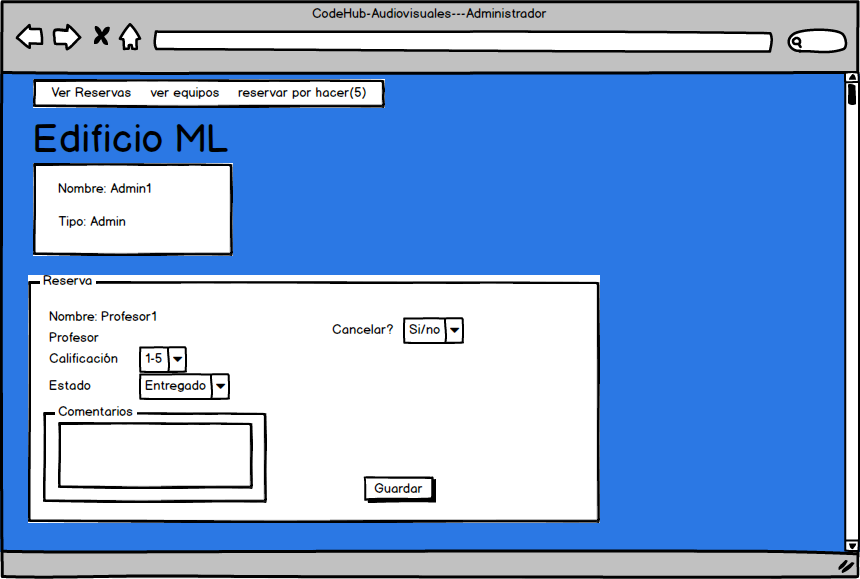 CodeHub-Audiovisuales---Administrador
Ver Reservas ver equipos reservar por hacer(5)
Edificio ML
Nombre: Admin1
Tipo: Admin
Reserva
Nombre: Profesor1
Cancelar? Si/no
Profesor
Calificación 1-5
Estado Entregado
Comentarios
Guardar